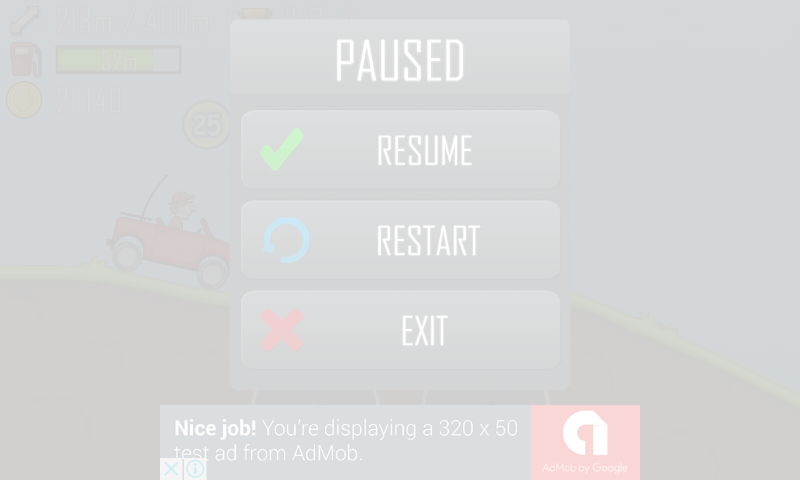 PAUSED
25
RESUME
RESTART
EXIT
Nice job! You're displaying a 320 x 50
test ad from AdMob.
AdMob by Google